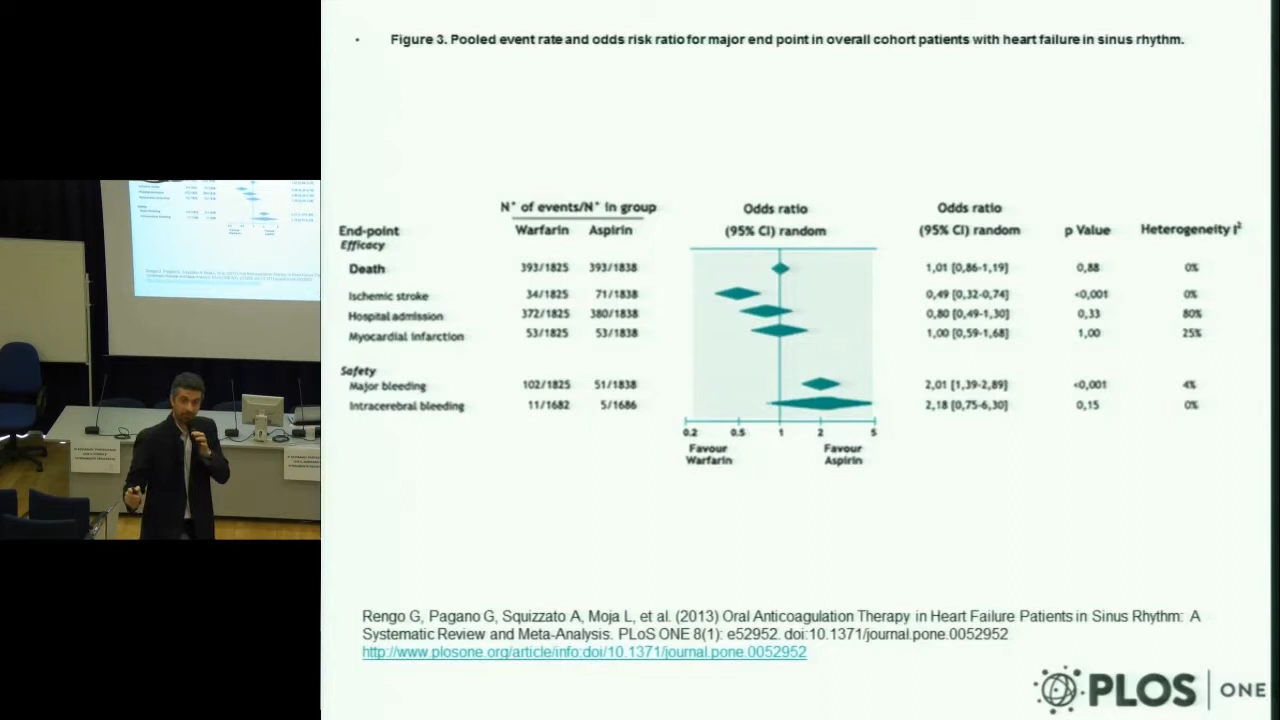 • Figure 3. Pooled event rate and odds risk ratio for major end point in overall cohort patients with heart failure in sinus rhythm.
N° of events/N° in group Odds ratio Odds ratio
End-point Warfarin Aspirin (95% CI) random (95% CI) random p Value Heterogeneity I²
Efficacy
Death 393/1825 393/1838 1,01 [0,86-1,19] 0,88 0%
Ischemic stroke 34/1825 71/1838 0,49 [0,32-0,74] <0,001 0%
Hospital admission 372/1825 380/1838 0,80 [0,49-1,30] 0,33 80%
Myocardial infarction 53/1825 53/1838 1,00 [0,59-1,68] 1,00 25%
Safety
Major bleeding 102/1825 51/1838 2,01 [1,39-2,89] <0,001 4%
Intracerebral bleeding 11/1682 5/1686 2,18 [0,75-6,30] 0,15 0%
0.2 0.5 1 2 5
Favour Favour
Warfarin Aspirin
Rengo G, Pagano G, Squizzato A, Moja L, et al. (2013) Oral Anticoagulation Therapy in Heart Failure Patients in Sinus Rhythm: A
Systematic Review and Meta-Analysis. PLoS ONE 8(1): e52952. doi:10.1371/journal.pone.0052952
http://www.plosone.org/article/info:doi/10.1371/journal.pone.0052952
PLOS | ONE